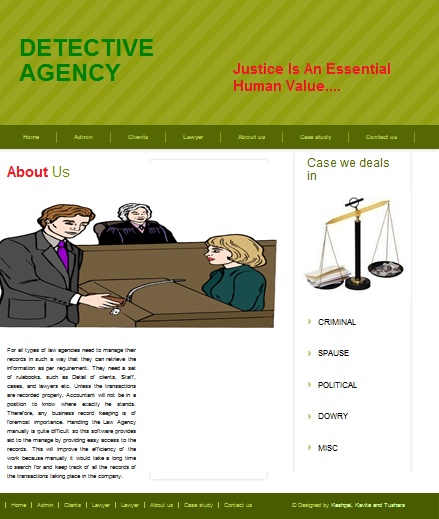 DETECTIVE
AGENCY
Justice Is An Essential
Human Value....
Home | Admin | Clients | Lawyer | About us | Case study | Contact us |
About Us
For all types of law agencies need to manage their
records in such a way that they can retrieve the
information as per requirement. They need a set
of rulebooks, such as Detail of clients, Staff,
cases, and lawyers etc. Unless the transactions
are recorded properly, Accountant will not be in a
position to know where exactly he stands.
Therefore, any business record keeping is of
foremost importance. Handling the Law Agency
manually is quite difficult so this software provides
aid to the manage by providing easy access to the
records. This will improve the efficiency of the
work because manually it would take a long time
to search for and keep track of all the records of
the transactions taking place in the company.
Case we deals
in
CRIMINAL
SPAUSE
POLITICAL
DOWRY
MISC
| Home | Admin | Clients | Lawyer | Lawyer | About us | Case study | Contact us
© Designed by Keshpal, Kavita and Tushars